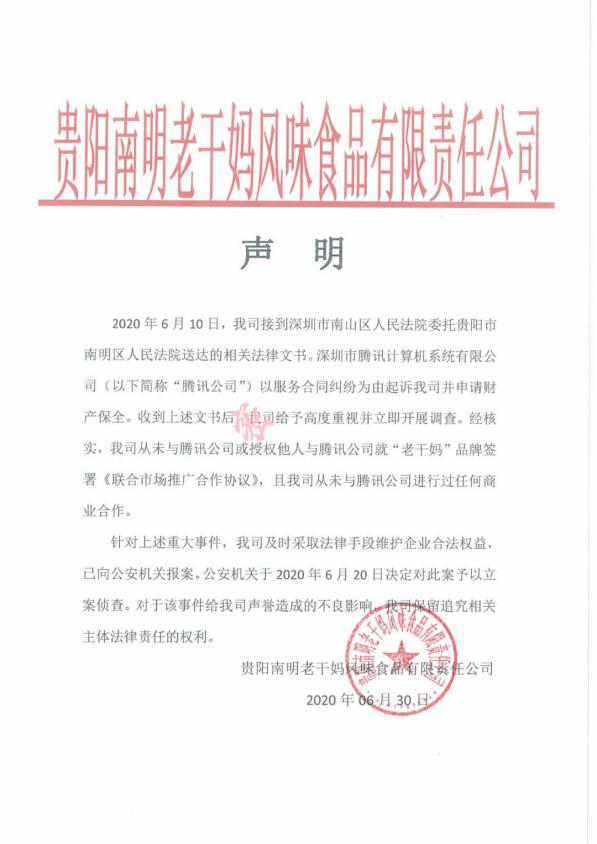 贵阳南明老干妈风味食品有限责任公司
声 明
2020 年 6 月 10 日，我司接到深圳市南山区人民法院委托贵阳市
南明区人民法院送达的相关法律文书。深圳市腾讯计算机系统有限公
司（以下简称“腾讯公司”）以服务合同纠纷为由起诉我司并申请财
产保全。收到上述文书后，我司给予高度重视并立即开展调查。经核
实，我司从未与腾讯公司或授权他人与腾讯公司就“老干妈”品牌签
署《联合市场推广合作协议》，且我司从未与腾讯公司进行过任何商
业合作。
针对上述重大事件，我司及时采取法律手段维护企业合法权益，
已向公安机关报案。公安机关于 2020 年 6 月 20 日决定对此案予以立
案侦查。对于该事件给我司声誉造成的不良影响，我司保留追究相关
主体法律责任的权利。
贵阳南明老干妈风味食品有限责任公司
2020 年 06 月 30 日
贵阳南明老干妈风味食品有限责任公司